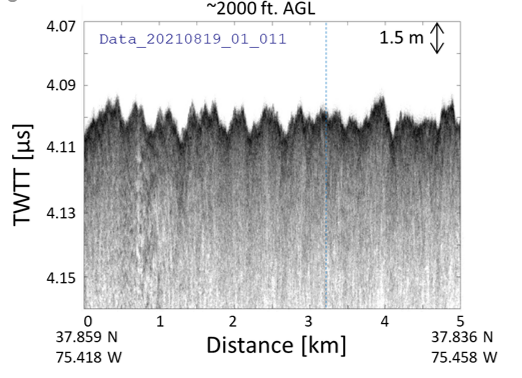 ~2000 ft. AGL
Data_20210819_01_011
1.5 m
TWTT [µs]
4.07
4.09
4.11
4.13
4.15
0 1 2 3 4 5
37.859 N
75.418 W
Distance [km]
37.836 N
75.458 W